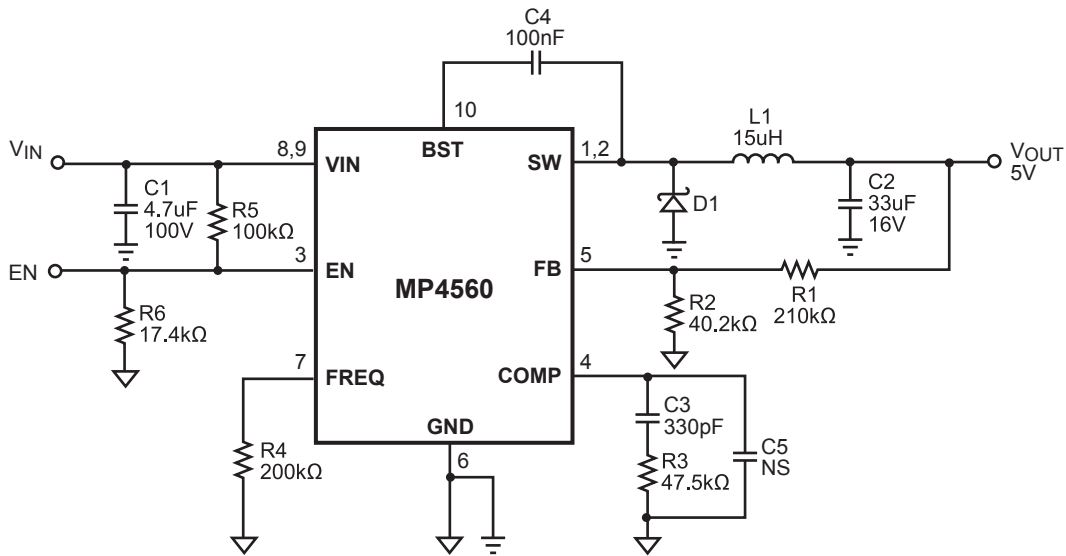 C4
100nF
10
L1
15uH
V_IN
8,9
VIN
BST
SW
1,2
V_OUT
5V
C1
4.7uF
100V
R5
100kΩ
D1
C2
33uF
16V
EN
3
EN
MP4560
FB
5
R6
17.4kΩ
R2
40.2kΩ
R1
210kΩ
7
FREQ
COMP
4
GND
6
R4
200kΩ
C3
330pF
R3
47.5kΩ
C5
NS